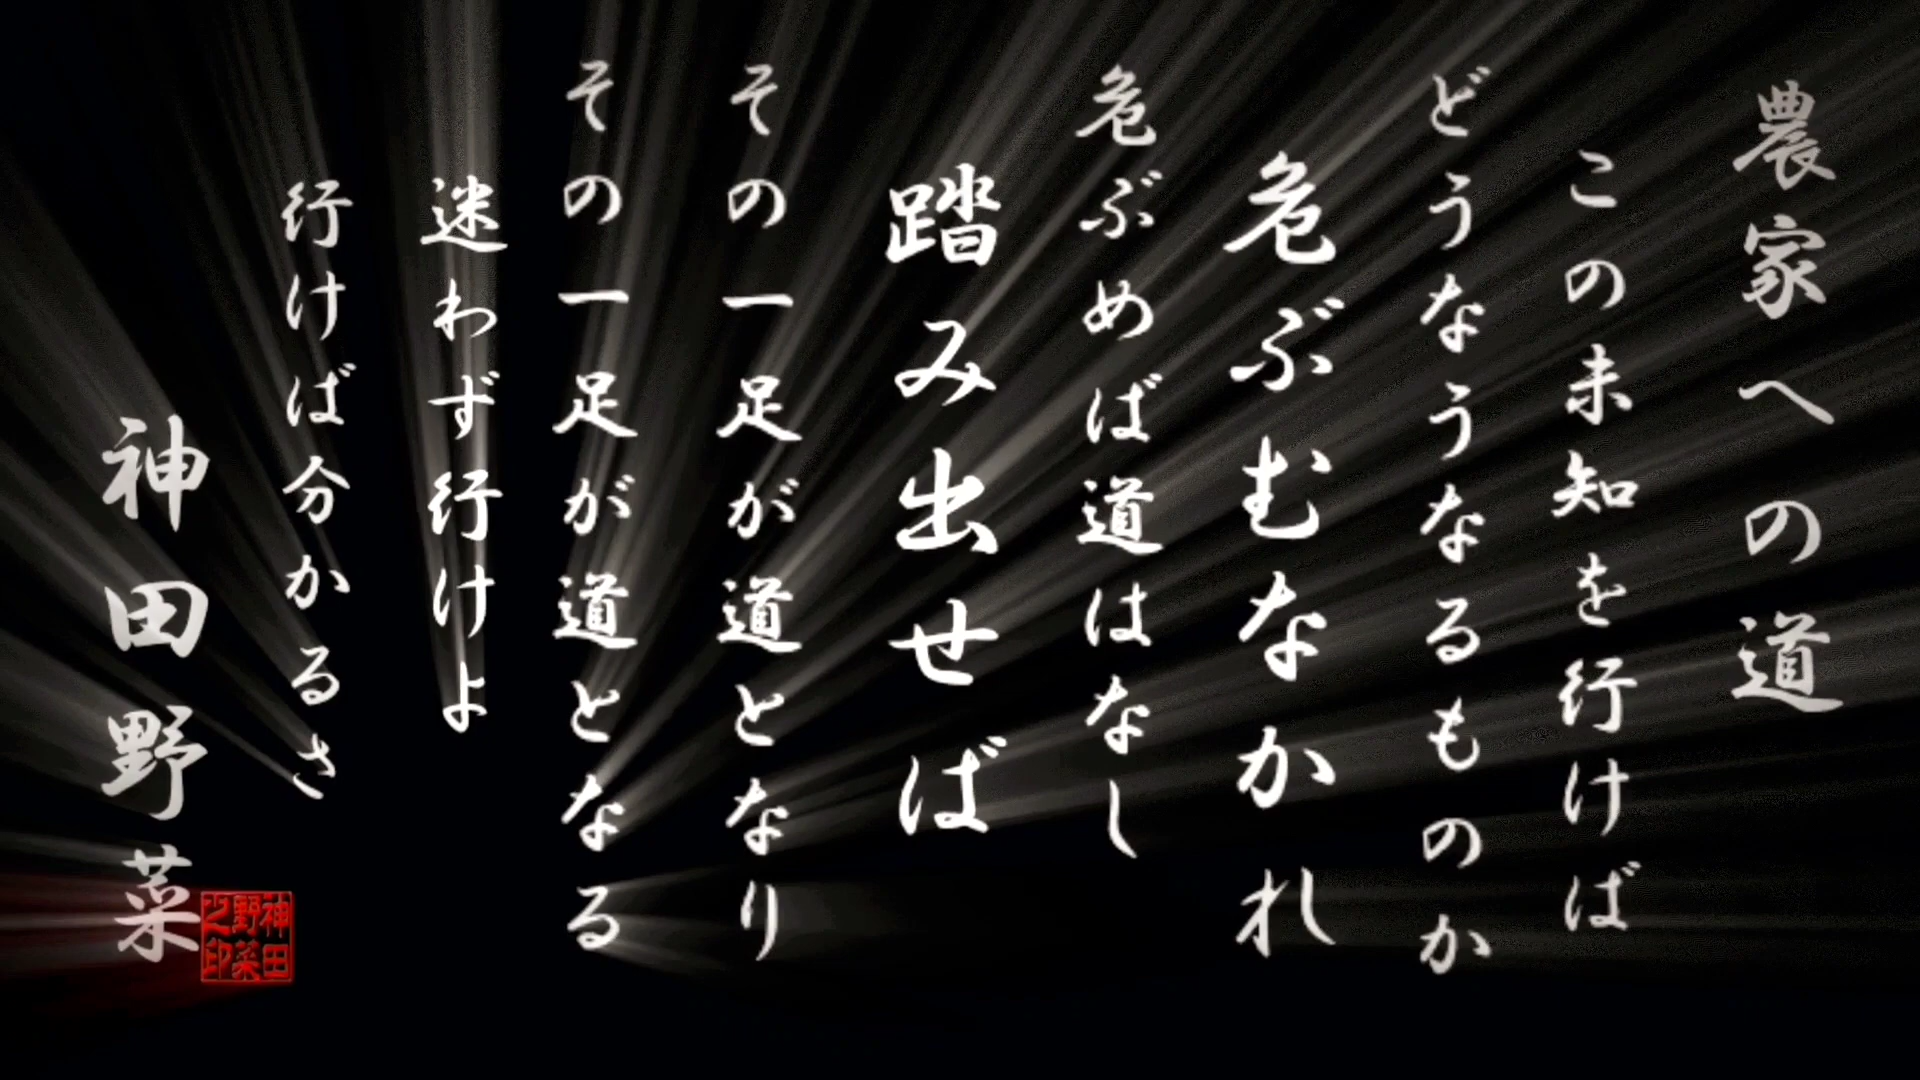 農家への道
この未知を行けば
どうなうなるものか
危ぶむなかれ
危ぶめば道はなし
踏み出せば
その一足が道となり
その一足が道となる
迷わず行けよ
行けば分かるさ
神田野菜
神田野菜之印